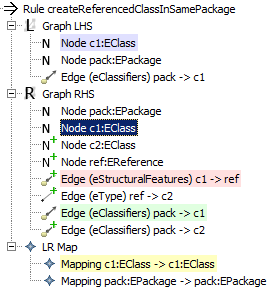 Rule createReferencedClassInSamePackage
L Graph LHS
N Node c1:EClass
N Node pack:EPackage
Edge (eClassifiers) pack -> c1
R Graph RHS
N Node pack:EPackage
N Node c1:EClass
N Node c2:EClass
N Node ref:EReference
Edge (eStructuralFeatures) c1 -> ref
Edge (eType) ref -> c2
Edge (eClassifiers) pack -> c1
Edge (eClassifiers) pack -> c2
LR Map
Mapping c1:EClass -> c1:EClass
Mapping pack:EPackage -> pack:EPackage